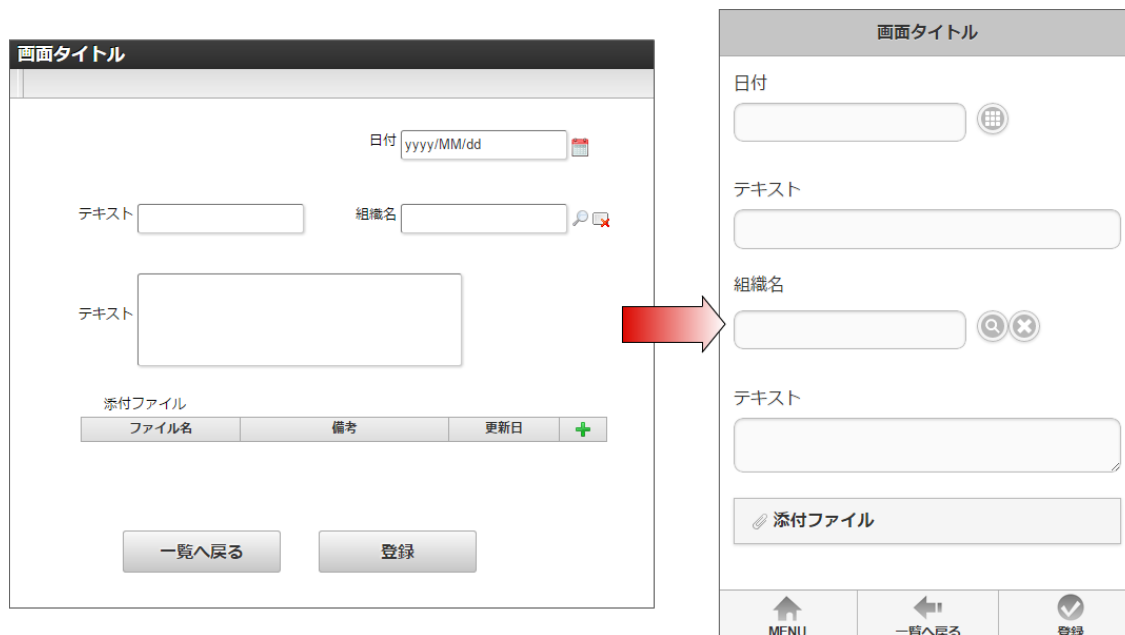 画面タイトル
日付 yyyy/MM/dd
テキスト 組織名
テキスト
添付ファイル
ファイル名 備考 更新日
一覧へ戻る 登録
画面タイトル
日付
テキスト
組織名
テキスト
添付ファイル
MENU 一覧へ戻る 登録